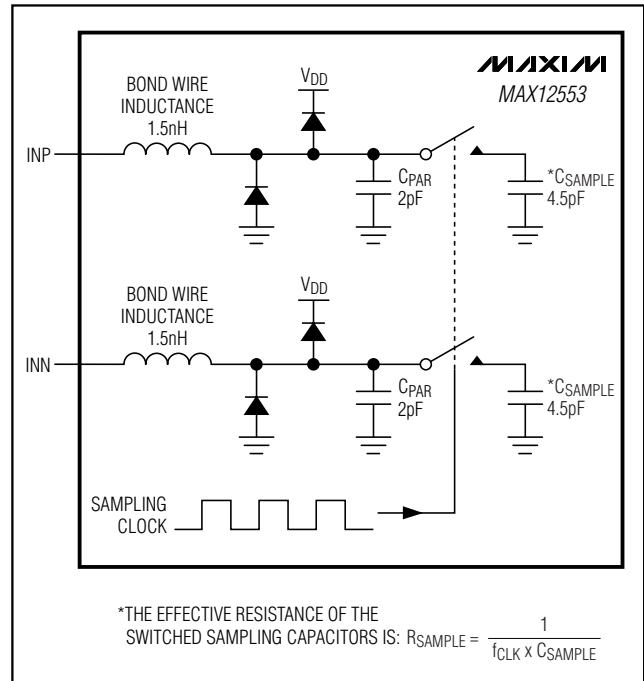 MAXIM
MAX12553
BOND WIRE
INDUCTANCE
1.5nH
VDD
INP
CPAR
2pF
*CSAMPLE
4.5pF
BOND WIRE
INDUCTANCE
1.5nH
VDD
INN
CPAR
2pF
*CSAMPLE
4.5pF
SAMPLING
CLOCK
*THE EFFECTIVE RESISTANCE OF THE
SWITCHED SAMPLING CAPACITORS IS: RSAMPLE = 1
fCLK x CSAMPLE